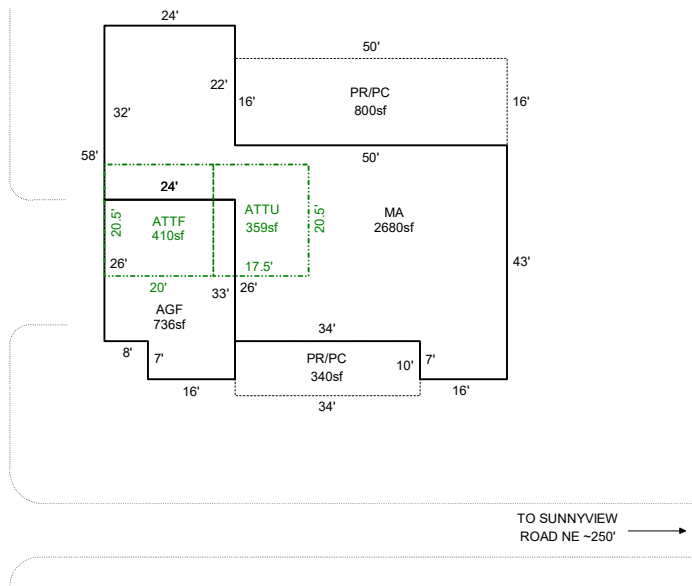 24'
50'
22'
16'
PR/PC
800sf
16'
32'
58'
50'
24'
ATTU
359sf
20.5'
MA
2680sf
20.5'
ATTF
410sf
43'
26'
17.5'
20'
33'
26'
AGF
736sf
34'
8'
7'
PR/PC
340sf
10'
7'
16'
16'
34'
TO SUNNYVIEW
ROAD NE ~250'